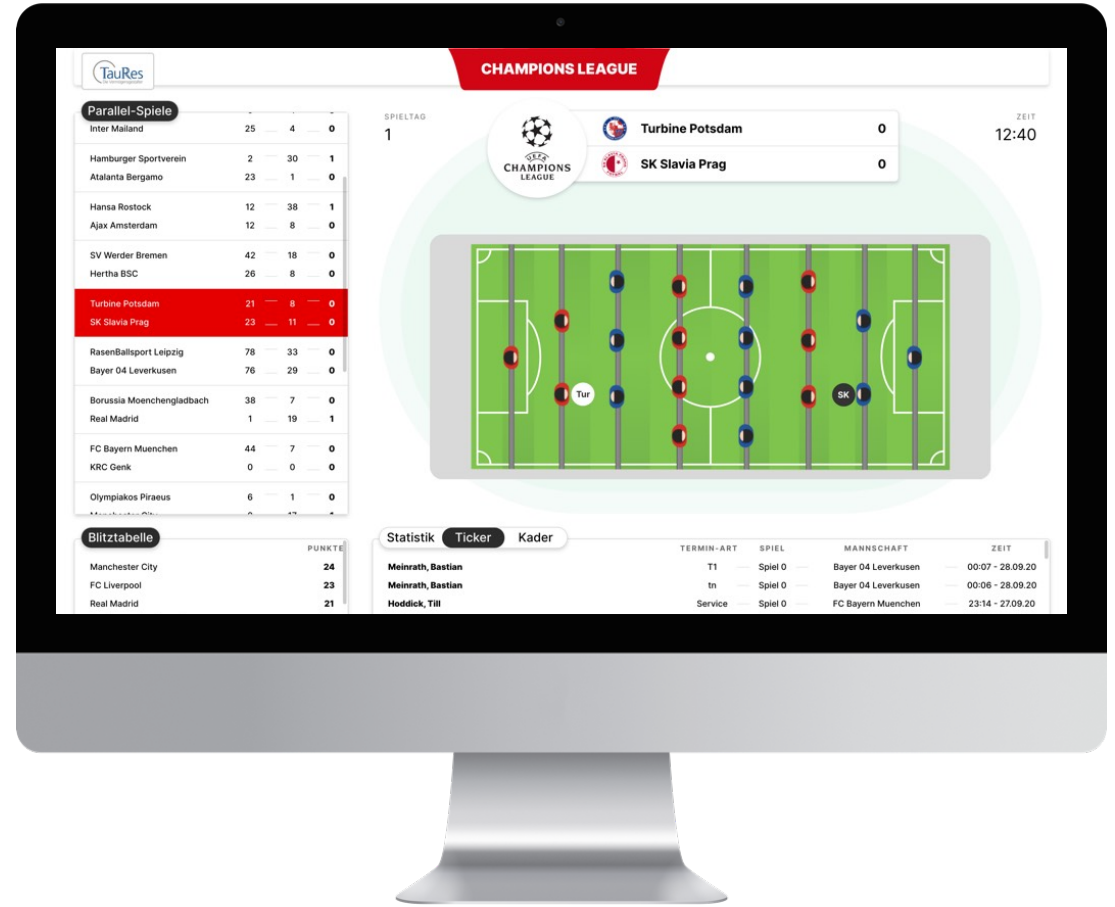 TauRes
CHAMPIONS LEAGUE
Parallel-Spiele
Inter Mailand 25 4 0
Hamburger Sportverein 2 30 1
Atalanta Bergamo 23 1 0
Hansa Rostock 12 38 1
Ajax Amsterdam 12 8 0
SV Werder Bremen 42 18 0
Hertha BSC 26 8 0
Turbine Potsdam 21 8 0
SK Slavia Prag 23 11 0
RasenBallsport Leipzig 78 33 0
Bayer 04 Leverkusen 76 29 0
Borussia Moenchengladbach 38 7 0
Real Madrid 1 19 1
FC Bayern Muenchen 44 7 0
KRC Genk 0 0 0
Olympiakos Piraeus 6 1 0
SPIELTAG
1
UEFA
CHAMPIONS
LEAGUE
Turbine Potsdam 0
SK Slavia Prag 0
ZEIT
12:40
Tur
SK
Blitztabelle
PUNKTE
Manchester City 24
FC Liverpool 23
Real Madrid 21
Statistik Ticker Kader
TERMIN-ART SPIEL MANNSCHAFT ZEIT
Meinrath, Bastian T1 Spiel 0 Bayer 04 Leverkusen 00:07 - 28.09.20
Meinrath, Bastian tn Spiel 0 Bayer 04 Leverkusen 00:06 - 28.09.20
Hoddick, Till Service Spiel 0 FC Bayern Muenchen 23:14 - 27.09.20